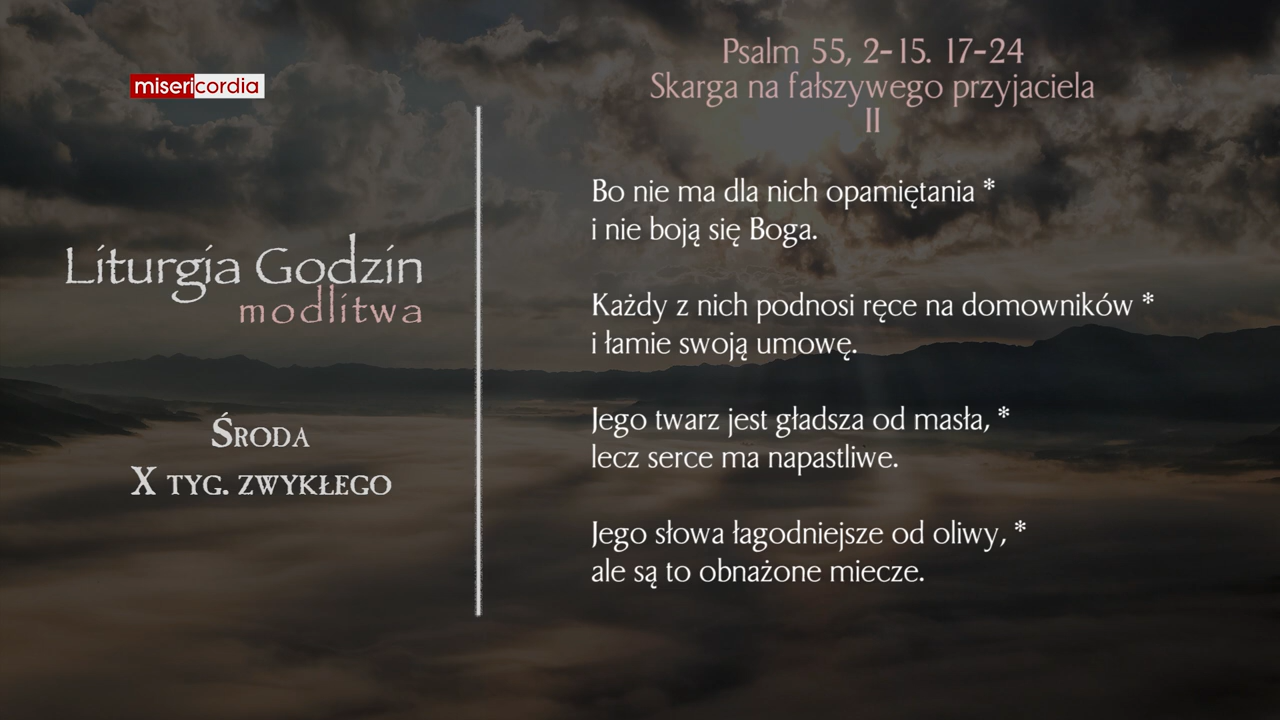 misericordia
Liturgia Godzin
modlitwa
Środa
X tyg. zwykłego
Psalm 55, 2-15. 17-24
Skarga na fałszywego przyjaciela
II
Bo nie ma dla nich opamiętania *
i nie boją się Boga.
Każdy z nich podnosi ręce na domowników *
i łamie swoją umowę.
Jego twarz jest gładsza od masła, *
lecz serce ma napastliwe.
Jego słowa łagodniejsze od oliwy, *
ale są to obnażone miecze.